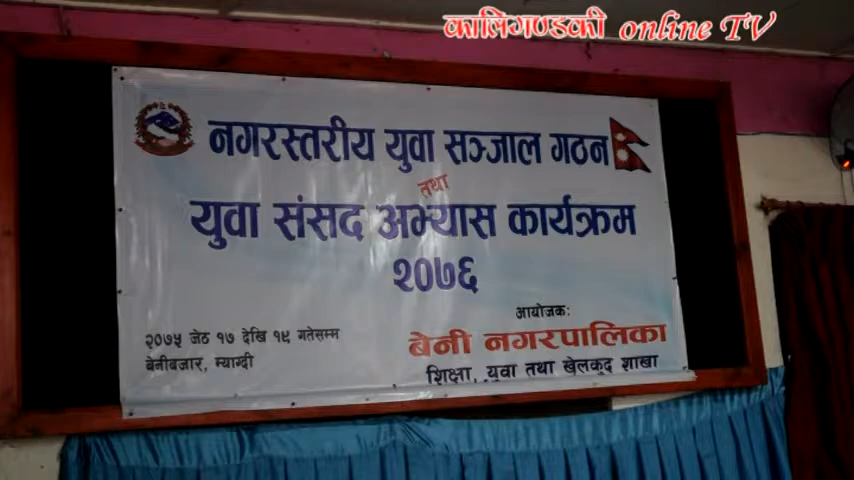 कालिगण्डकी online TV
नगरस्तरीय युवा सञ्जाल गठन
तथा
युवा संसद अभ्यास कार्यक्रम
२०७६
२०७५ जेठ १७ देखि १९ गतेसम्म
बेनीबजार, म्याग्दी
आयोजक:
बेनी नगरपालिका
शिक्षा, युवा तथा खेलकुद शाखा